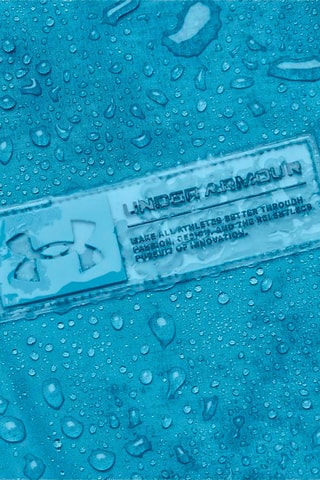 UNDER ARMOUR
MAKE ALL ATHLETES BETTER THROUGH
PASSION, DESIGN, AND THE RELENTLESS
PURSUIT OF INNOVATION.